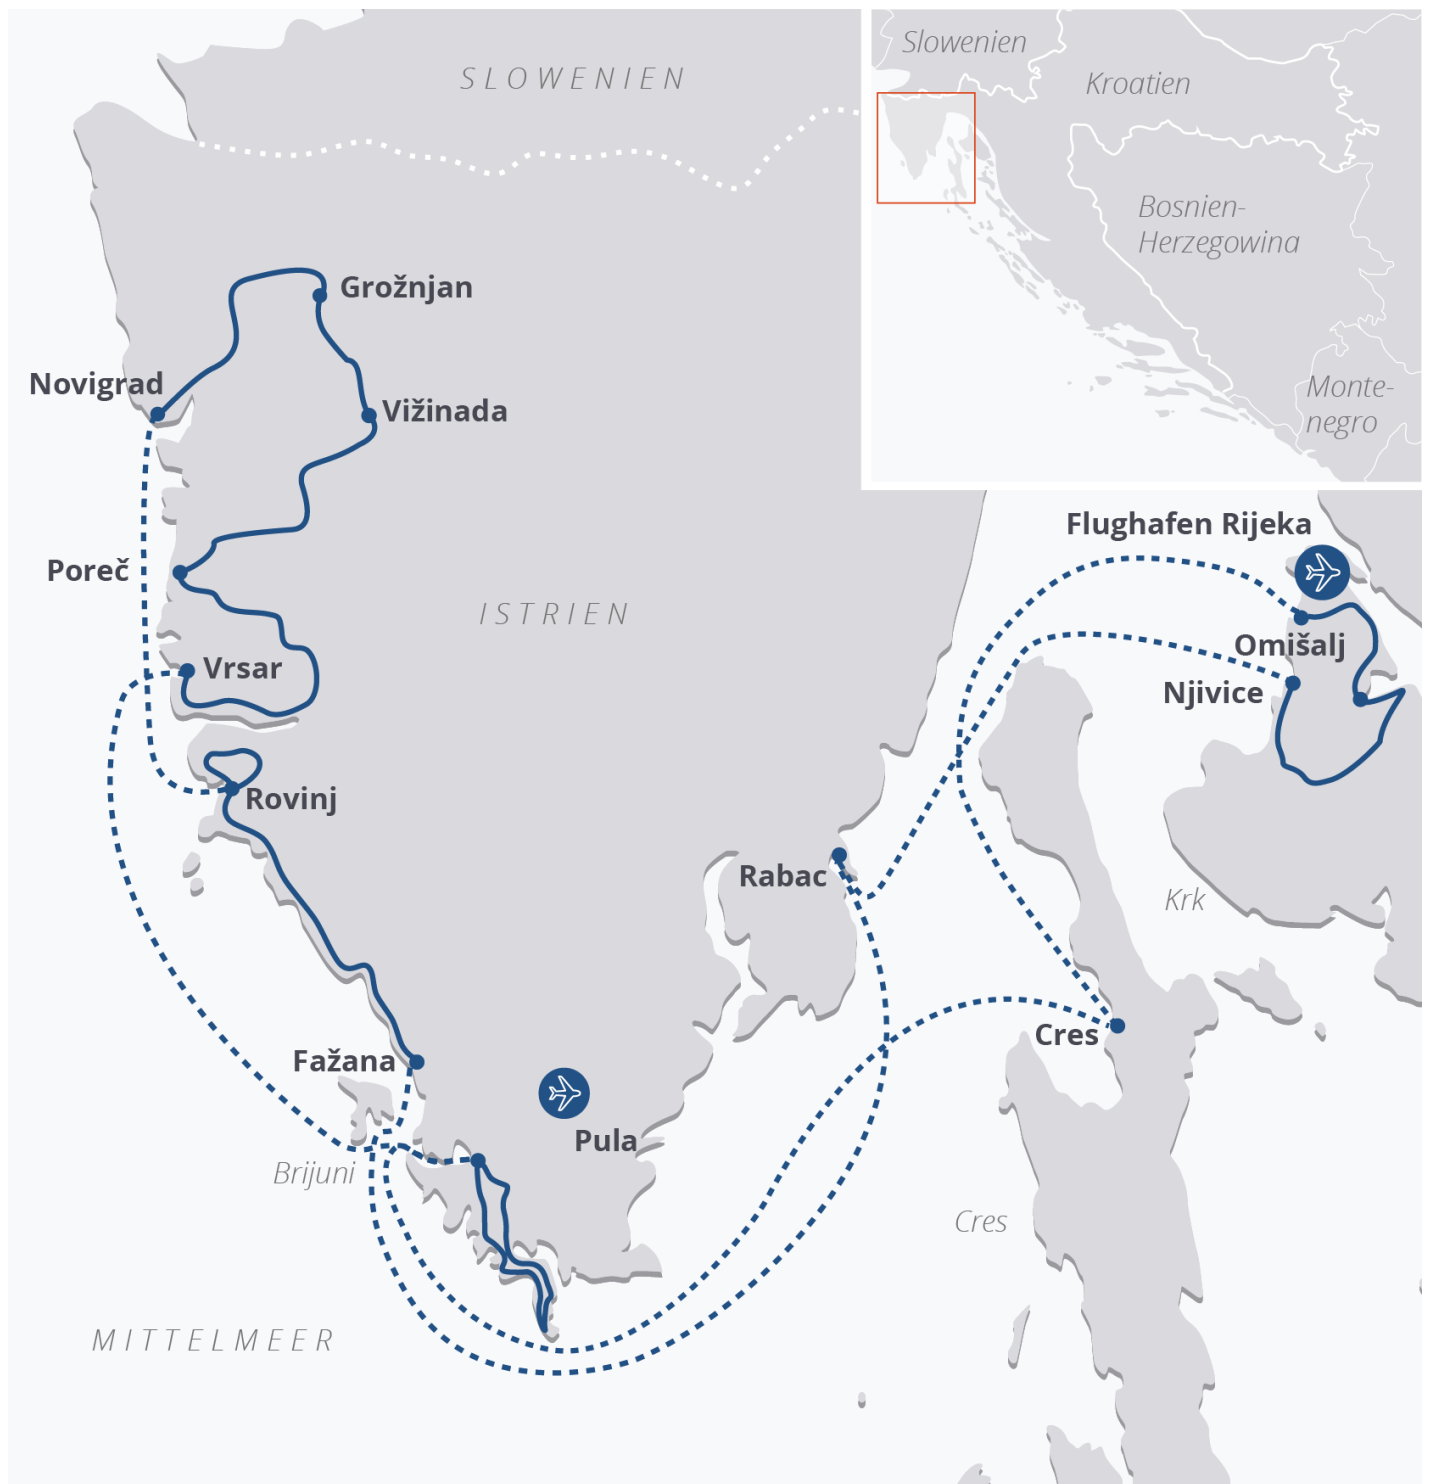 SLOWENIEN
Slowenien
Kroatien
Bosnien-
Herzegowina
Monte-
negro
Grožnjan
Novigrad
Vižinada
Flughafen Rijeka
Poreč
ISTRIEN
Omišalj
Vrsar
Njivice
Rovinj
Rabac
Krk
Cres
Fažana
Pula
Brijuni
Cres
MITTELMEER